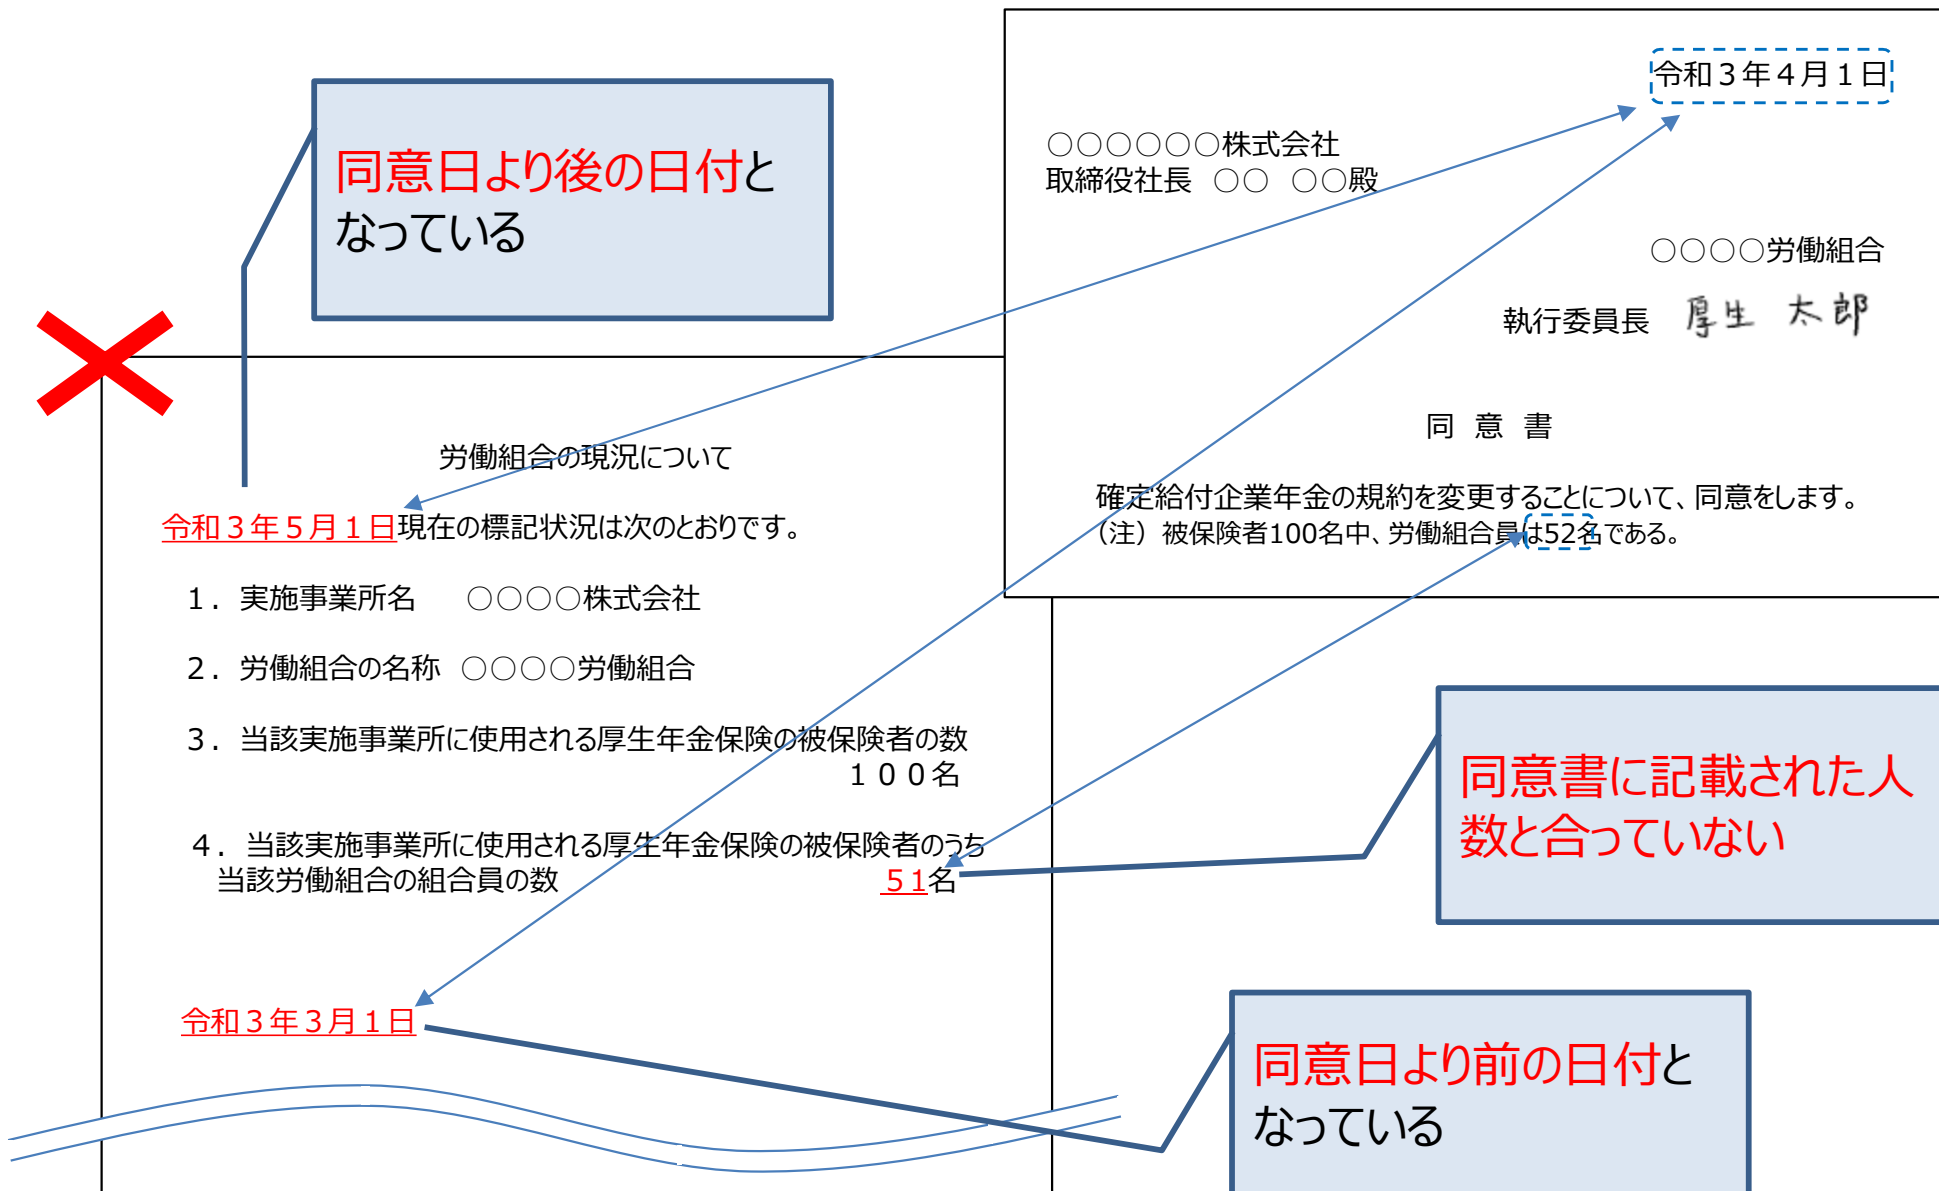 令和３年４月１日
○○○○○○株式会社
取締役社長 ○○ ○○殿
○○○○労働組合
執行委員長 厚生 太郎
同 意 書
確定給付企業年金の規約を変更することについて、同意をします。
（注）被保険者100名中、労働組合員は52名である。
同意日より後の日付と
なっている
労働組合の現況について
令和３年５月１日現在の標記状況は次のとおりです。
１．実施事業所名 ○○○○株式会社
２．労働組合の名称 ○○○○労働組合
３．当該実施事業所に使用される厚生年金保険の被保険者の数
１００名
４．当該実施事業所に使用される厚生年金保険の被保険者のうち
当該労働組合の組合員の数 ５１名
令和３年３月１日
同意書に記載された人
数と合っていない
同意日より前の日付と
なっている